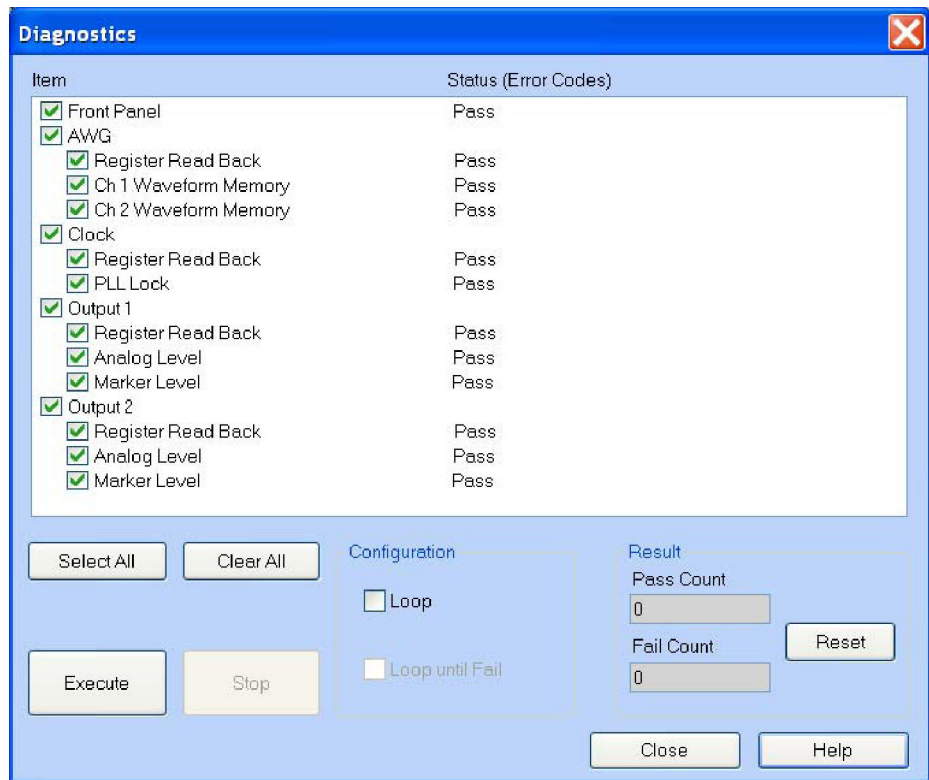 Diagnostics
Item Status (Error Codes)
Front Panel Pass
AWG
Register Read Back Pass
Ch 1 Waveform Memory Pass
Ch 2 Waveform Memory Pass
Clock
Register Read Back Pass
PLL Lock Pass
Output 1
Register Read Back Pass
Analog Level Pass
Marker Level Pass
Output 2
Register Read Back Pass
Analog Level Pass
Marker Level Pass
Select All Clear All
Execute Stop
Configuration
Loop
Loop until Fail
Result
Pass Count
0
Fail Count
0
Reset
Close Help